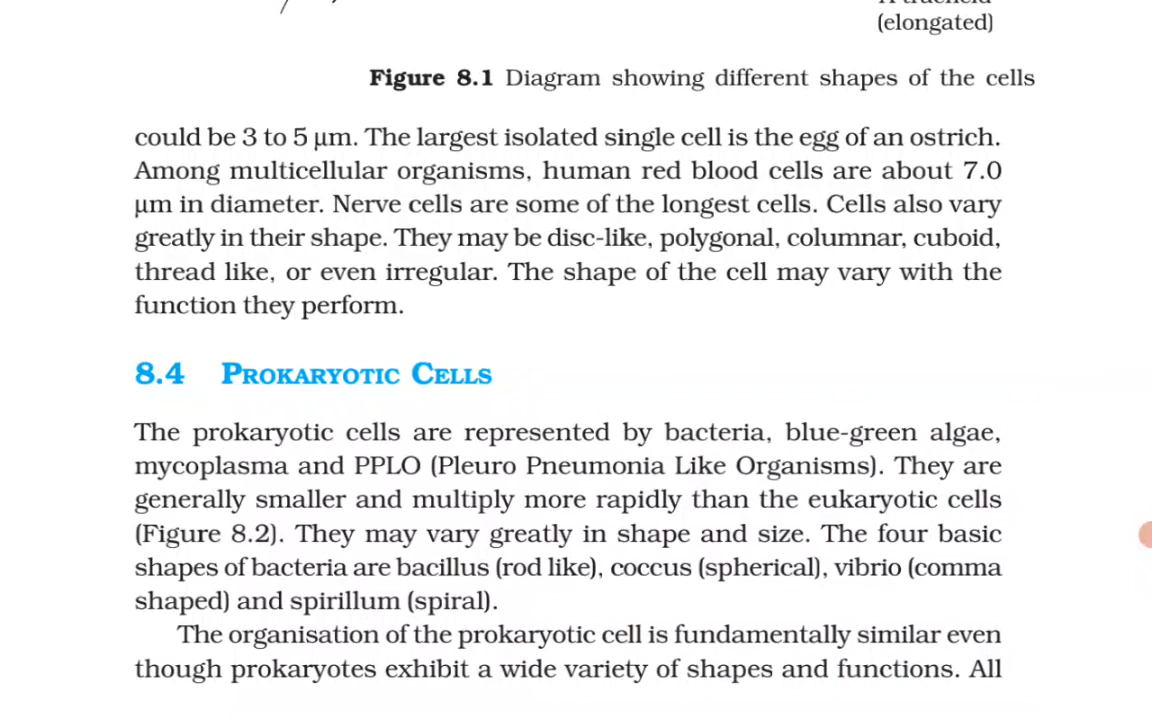 (elongated)
Figure 8.1 Diagram showing different shapes of the cells
could be 3 to 5 µm. The largest isolated single cell is the egg of an ostrich.
Among multicellular organisms, human red blood cells are about 7.0
µm in diameter. Nerve cells are some of the longest cells. Cells also vary
greatly in their shape. They may be disc-like, polygonal, columnar, cuboid,
thread like, or even irregular. The shape of the cell may vary with the
function they perform.
8.4 PROKARYOTIC CELLS
The prokaryotic cells are represented by bacteria, blue-green algae,
mycoplasma and PPLO (Pleuro Pneumonia Like Organisms). They are
generally smaller and multiply more rapidly than the eukaryotic cells
(Figure 8.2). They may vary greatly in shape and size. The four basic
shapes of bacteria are bacillus (rod like), coccus (spherical), vibrio (comma
shaped) and spirillum (spiral).
The organisation of the prokaryotic cell is fundamentally similar even
though prokaryotes exhibit a wide variety of shapes and functions. All